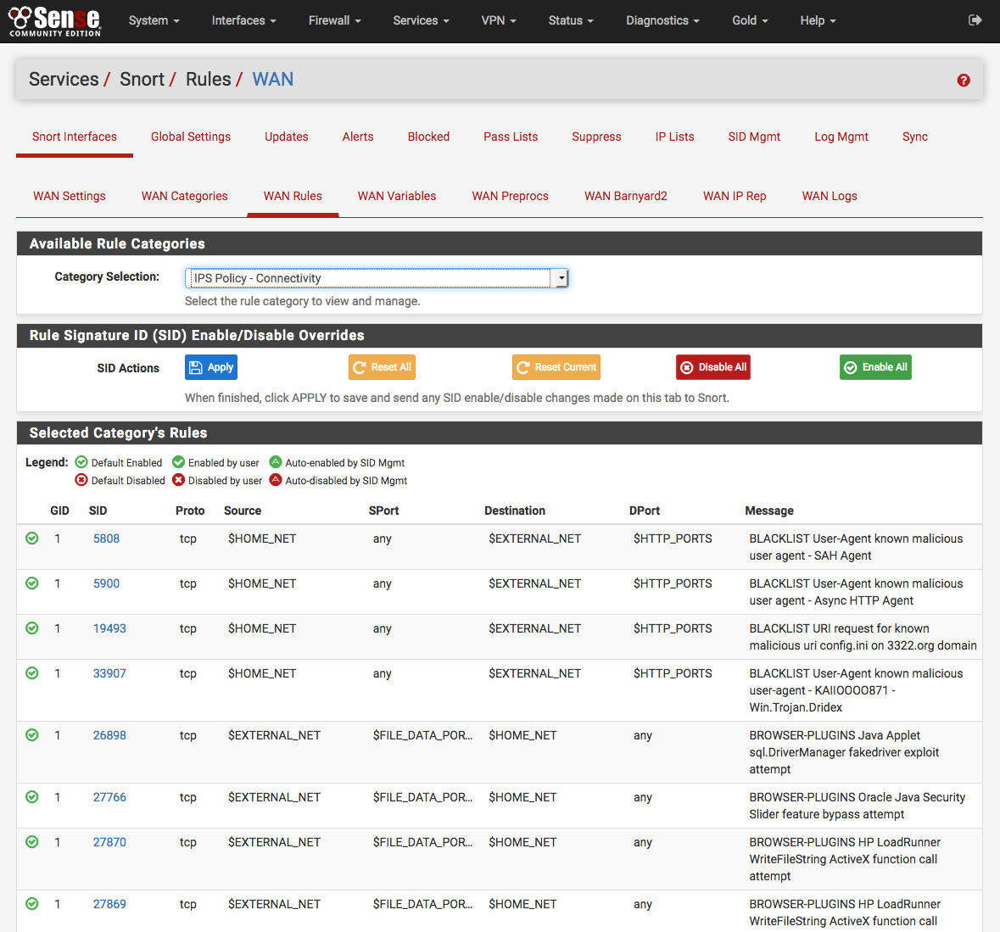 Sense
COMMUNITY EDITION
System Interfaces Firewall Services VPN Status Diagnostics Gold Help
Services / Snort / Rules / WAN
Snort Interfaces Global Settings Updates Alerts Blocked Pass Lists Suppress IP Lists SID Mgmt Log Mgmt Sync
WAN Settings WAN Categories WAN Rules WAN Variables WAN Preprocs WAN Barnyard2 WAN IP Rep WAN Logs
Available Rule Categories
Category Selection: IPS Policy - Connectivity
Select the rule category to view and manage.
Rule Signature ID (SID) Enable/Disable Overrides
SID Actions Apply Reset All Reset Current Disable All Enable All
When finished, click APPLY to save and send any SID enable/disable changes made on this tab to Snort.
Selected Category's Rules
Legend: Default Enabled Enabled by user Auto-enabled by SID Mgmt
Default Disabled Disabled by user Auto-disabled by SID Mgmt
GID SID Proto Source SPort Destination DPort Message
1 5808 tcp $HOME_NET any $EXTERNAL_NET $HTTP_PORTS BLACKLIST User-Agent known malicious
user agent - SAH Agent
1 5900 tcp $HOME_NET any $EXTERNAL_NET $HTTP_PORTS BLACKLIST User-Agent known malicious
user agent - Async HTTP Agent
1 19493 tcp $HOME_NET any $EXTERNAL_NET $HTTP_PORTS BLACKLIST URI request for known
malicious uri config.ini on 3322.org domain
1 33907 tcp $HOME_NET any $EXTERNAL_NET $HTTP_PORTS BLACKLIST User-Agent known malicious
user-agent - KAIIOOOO871 -
Win.Trojan.Dridex
1 26898 tcp $EXTERNAL_NET $FILE_DATA_POR... $HOME_NET any BROWSER-PLUGINS Java Applet
sql.DriverManager fakedriver exploit
attempt
1 27766 tcp $EXTERNAL_NET $FILE_DATA_POR... $HOME_NET any BROWSER-PLUGINS Oracle Java Security
Slider feature bypass attempt
1 27870 tcp $EXTERNAL_NET $FILE_DATA_POR... $HOME_NET any BROWSER-PLUGINS HP LoadRunner
WriteFileString ActiveX function call
attempt
1 27869 tcp $EXTERNAL_NET $FILE_DATA_POR... $HOME_NET any BROWSER-PLUGINS HP LoadRunner
WriteFileString ActiveX function call